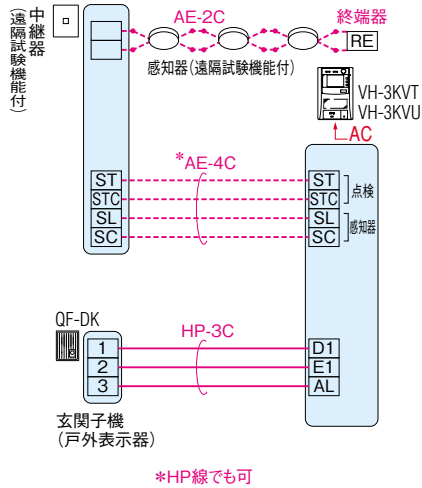 中継器
（遠隔試験機能付）
AE-2C
終端器
RE
感知器（遠隔試験機能付）
VH-3KVT
VH-3KVU
AC
*AE-4C
ST
STC
SL
SC
ST
STC
点検
SL
SC
感知器
QF-DK
HP-3C
1
2
3
D1
E1
AL
玄関子機
（戸外表示器）
*HP線でも可